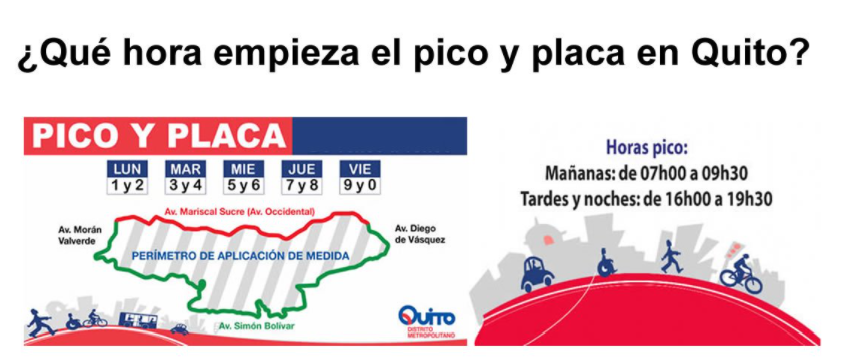 ¿Qué hora empieza el pico y placa en Quito?
PICO Y PLACA
LUN MAR MIE JUE VIE
1 y 2 3 y 4 5 y 6 7 y 8 9 y 0
Av. Mariscal Sucre (Av. Occidental)
Av. Morán
Valverde
Av. Diego
de Vásquez
PERÍMETRO DE APLICACIÓN DE MEDIDA
Av. Simón Bolívar
Quito
DISTRITO
METROPOLITANO
Horas pico:
Mañanas: de 07h00 a 09h30
Tardes y noches: de 16h00 a 19h30